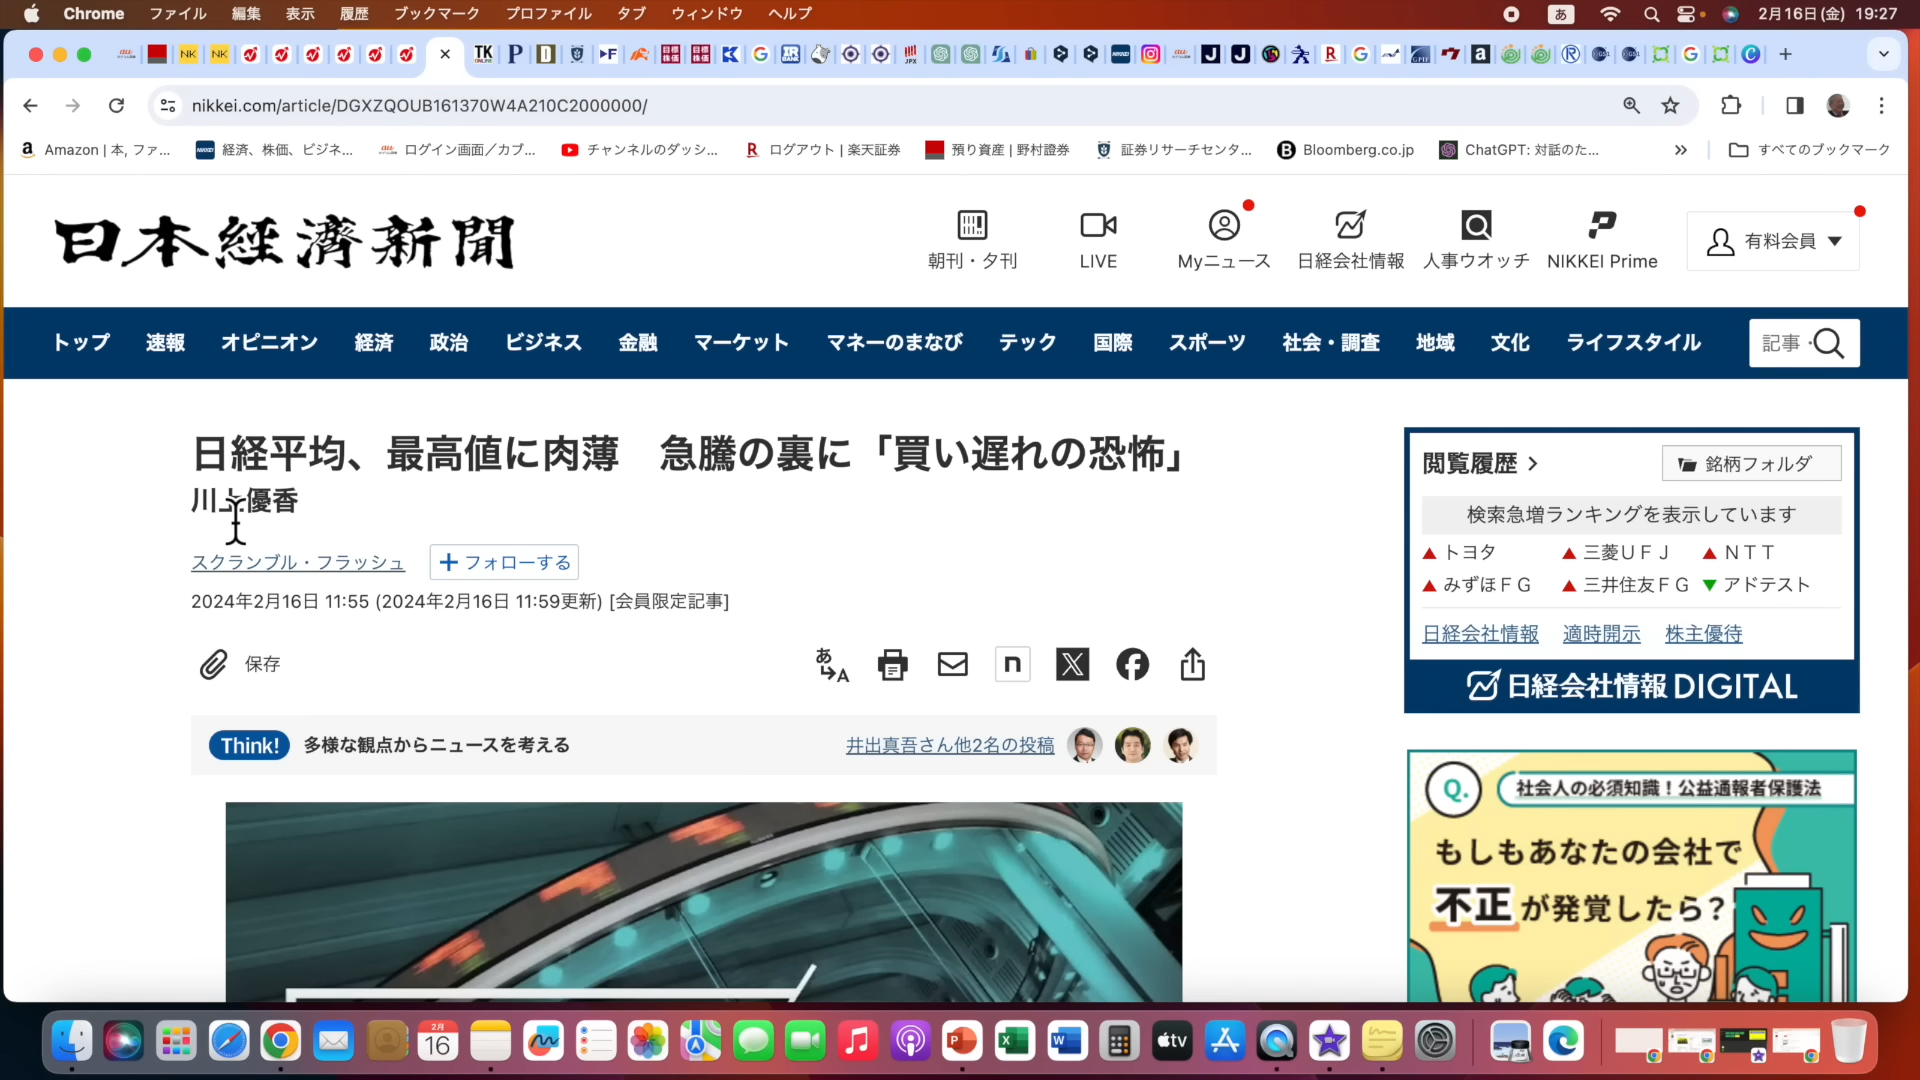 Chrome ファイル 編集 表示 履歴 ブックマーク プロファイル タブ ウィンドウ ヘルプ あ 2月16日(金) 19:27
nikkei.com/article/DGXZQOUB161370W4A210C2000000/
Amazon | 本, ファ... 経済、株価、ビジネ... ログイン画面／カブ... チャンネルのダッシ... ログアウト | 楽天証券 預り資産 | 野村證券 証券リサーチセンタ... Bloomberg.co.jp ChatGPT: 対話のた... » すべてのブックマーク
日本経済新聞
朝刊・夕刊 LIVE Myニュース 日経会社情報 人事ウオッチ NIKKEI Prime 有料会員
トップ 速報 オピニオン 経済 政治 ビジネス 金融 マーケット マネーのまなび テック 国際 スポーツ 社会・調査 地域 文化 ライフスタイル 記事・
日経平均、最高値に肉薄 急騰の裏に「買い遅れの恐怖」
川上優香
スクランブル・フラッシュ + フォローする
2024年2月16日 11:55 (2024年2月16日 11:59更新) [会員限定記事]
保存
Think! 多様な観点からニュースを考える 井出真吾さん他2名の投稿
閲覧履歴 銘柄フォルダ
検索急増ランキングを表示しています
▲トヨタ ▲三菱ＵＦＪ ▲ＮＴＴ
▲みずほＦＧ ▲三井住友ＦＧ ▼アドテスト
日経会社情報 適時開示 株主優待
日経会社情報 DIGITAL
Q. 社会人の必須知識！公益通報者保護法
もしもあなたの会社で
不正が発覚したら？
2月
16
tv